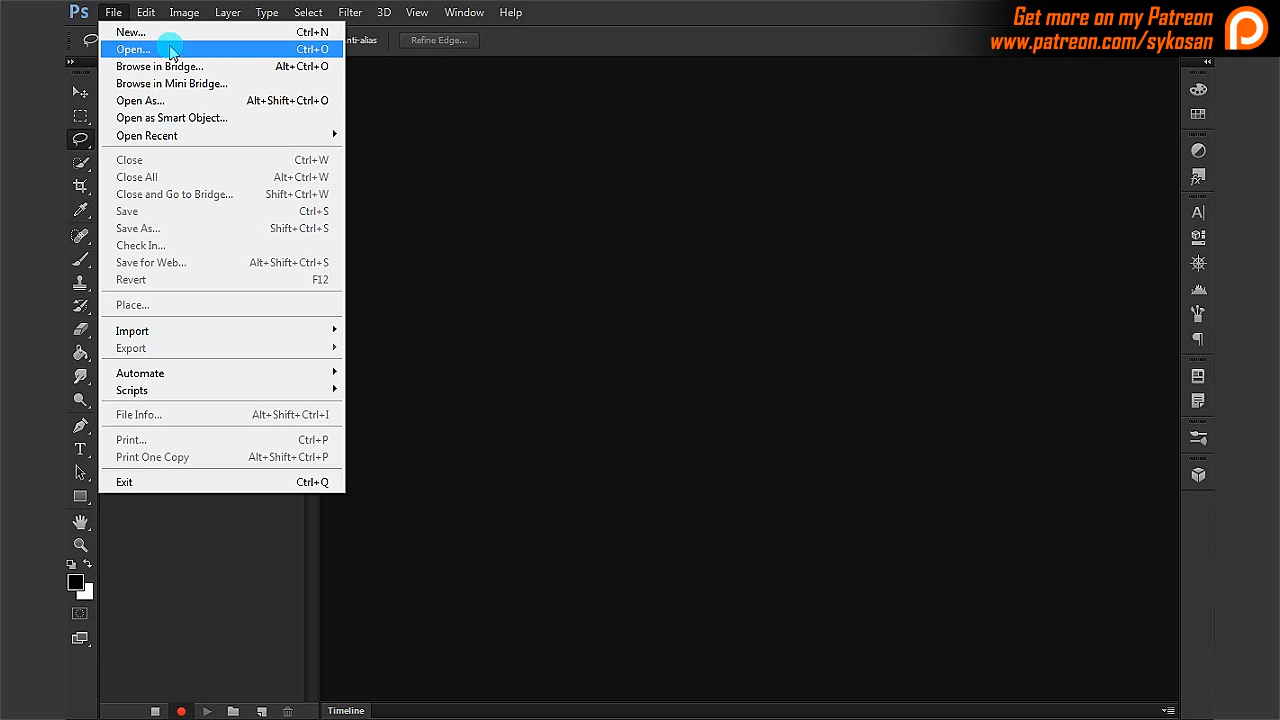 Ps File Edit Image Layer Type Select Filter 3D View Window Help
Get more on my Patreon
www.patreon.com/sykosan
nti-alias Refine Edge...
New... Ctrl+N
Open... Ctrl+O
Browse in Bridge... Alt+Ctrl+O
Browse in Mini Bridge...
Open As... Alt+Shift+Ctrl+O
Open as Smart Object...
Open Recent
Close Ctrl+W
Close All Alt+Ctrl+W
Close and Go to Bridge... Shift+Ctrl+W
Save Ctrl+S
Save As... Shift+Ctrl+S
Check In...
Save for Web... Alt+Shift+Ctrl+S
Revert F12
Place...
Import
Export
Automate
Scripts
File Info... Alt+Shift+Ctrl+I
Print... Ctrl+P
Print One Copy Alt+Shift+Ctrl+P
Exit Ctrl+Q
Timeline